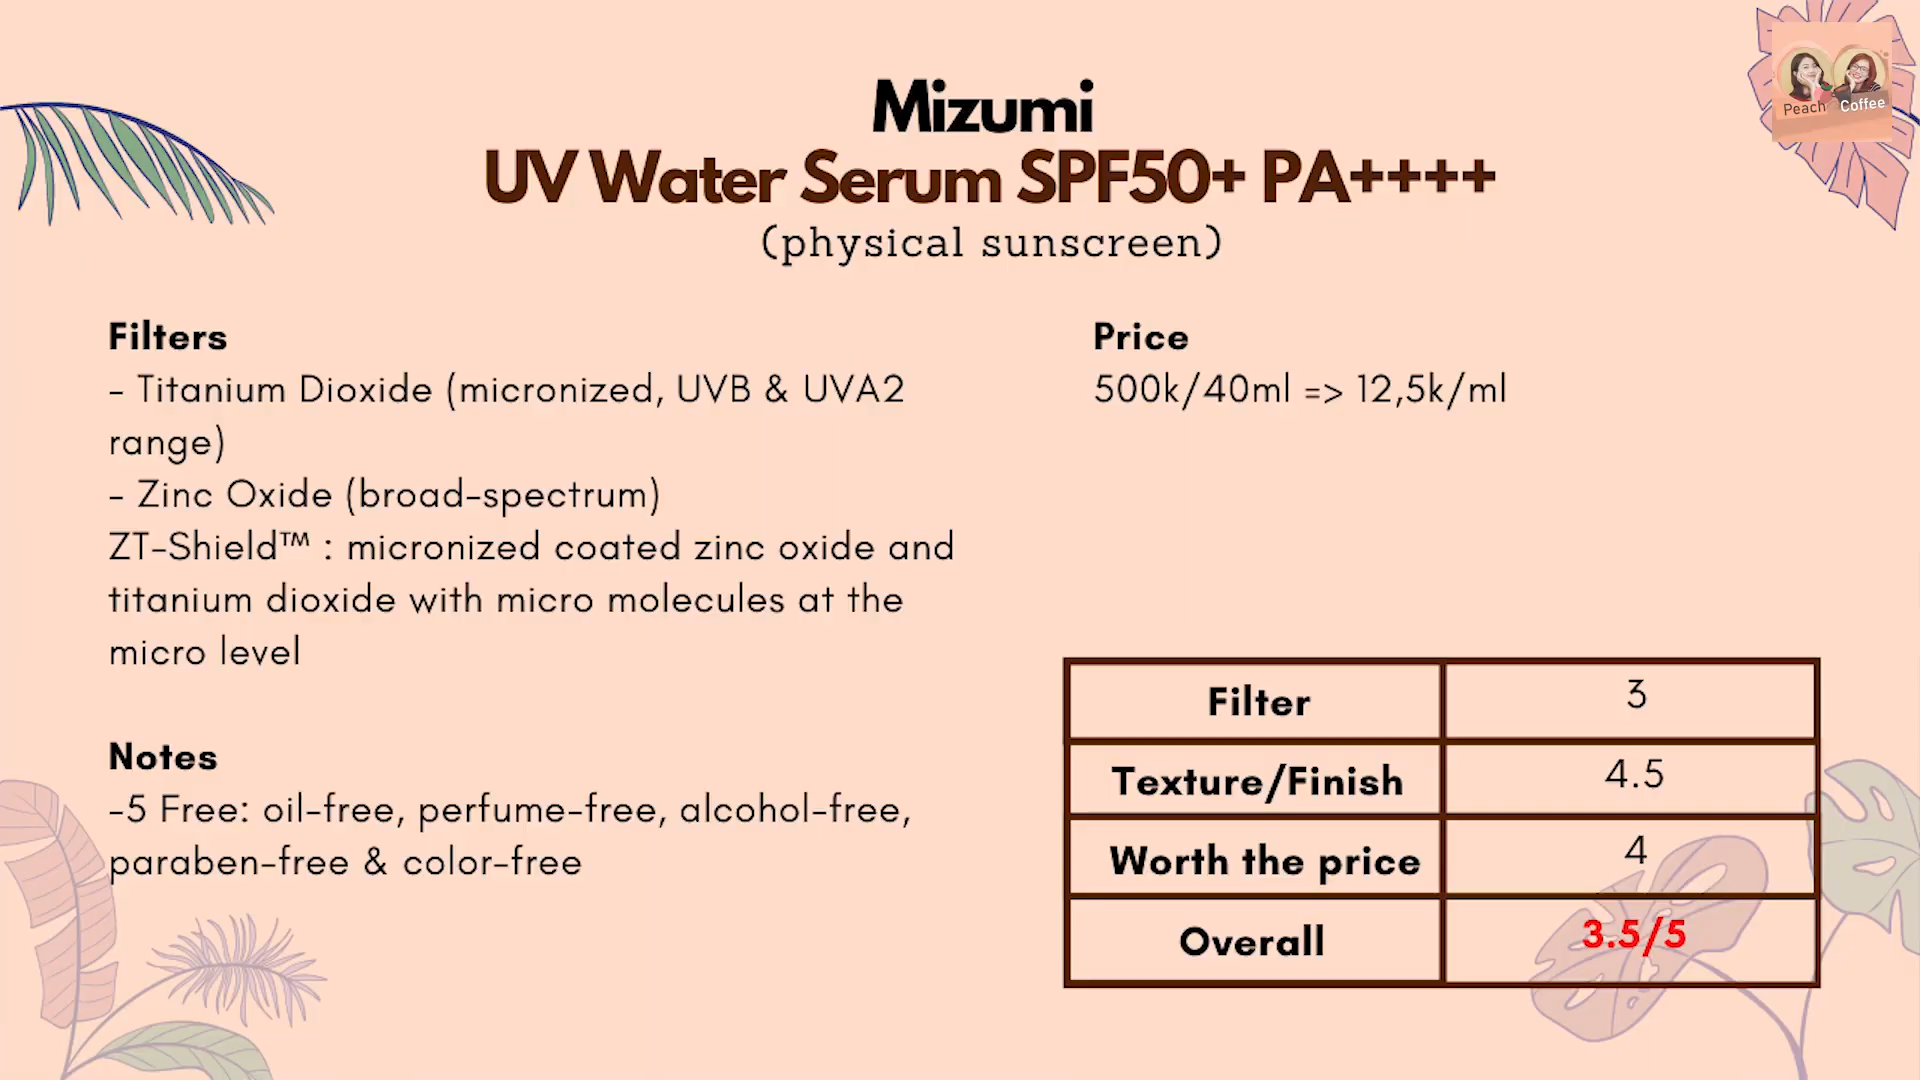 Peach Coffee
Mizumi
UV Water Serum SPF50+ PA++++
(physical sunscreen)
Filters
- Titanium Dioxide (micronized, UVB & UVA2
range)
- Zinc Oxide (broad-spectrum)
ZT-Shield™ : micronized coated zinc oxide and
titanium dioxide with micro molecules at the
micro level
Notes
-5 Free: oil-free, perfume-free, alcohol-free,
paraben-free & color-free
Price
500k/40ml => 12,5k/ml
Filter 3
Texture/Finish 4.5
Worth the price 4
Overall 3.5/5